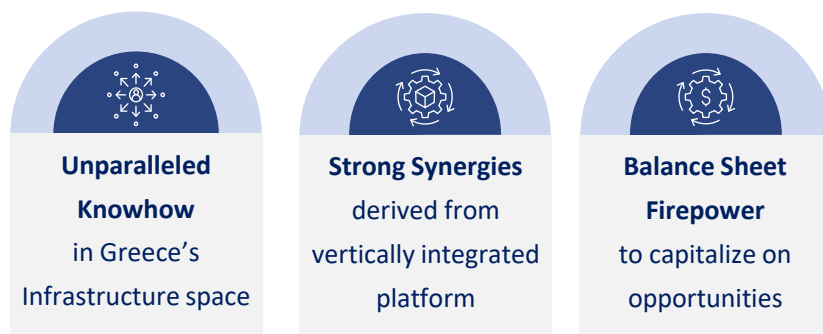 Unparalleled
Knowhow
in Greece’s
Infrastructure space
Strong Synergies
derived from
vertically integrated
platform
Balance Sheet
Firepower
to capitalize on
opportunities